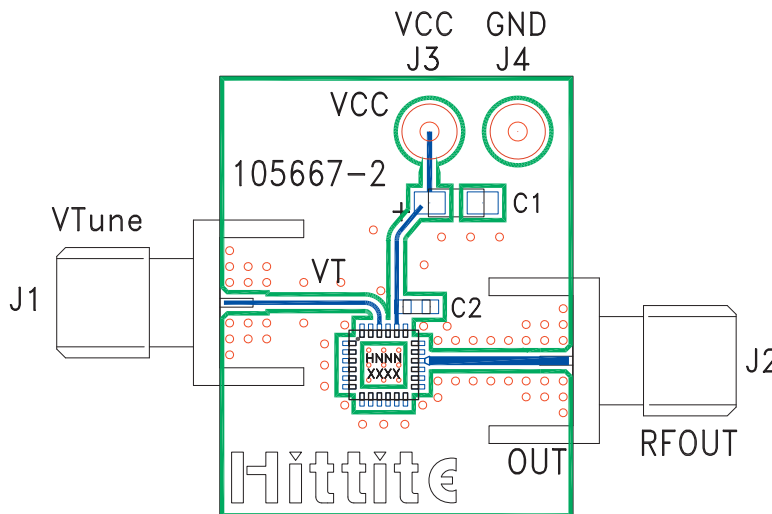 VCC GND
J3 J4
VCC
105667-2
C1
VTune
VT
J1
C2
HNNN
XXXX
J2
RFOUT
OUT
Hittite